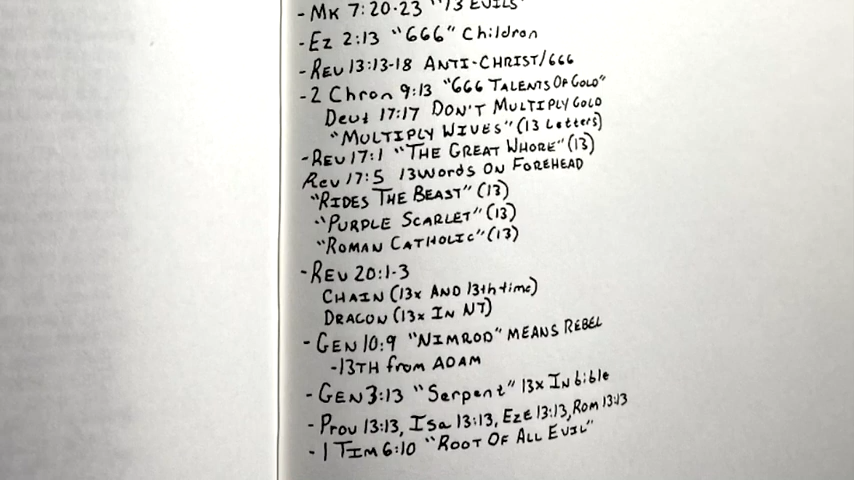 - MK 7:20-23 "13 EVILS"
- Ez 2:13 "666" Children
- REV 13:13-18 ANTI-CHRIST/666
- 2 Chron 9:13 "666 TALENTS OF GOLD"
Deut 17:17 DON'T MULTIPLY GOLD
"MULTIPLY WIVES" (13 Letters)
- REV 17:1 "THE GREAT WHORE" (13)
Rev 17:5 13 Words ON FOREHEAD
"RIDES THE BEAST" (13)
"PURPLE SCARLET" (13)
"ROMAN CATHOLIC" (13)
- REV 20:1-3
CHAIN (13x AND 13th time)
DRAGON (13x IN NT)
- GEN 10:9 "NIMROD" MEANS REBEL
- 13TH from ADAM
- GEN 3:13 "Serpent" 13x IN bible
- Prov 13:13, Isa 13:13, Eze 13:13, Rom 13:13
- 1 TIM 6:10 "ROOT OF ALL EVIL"